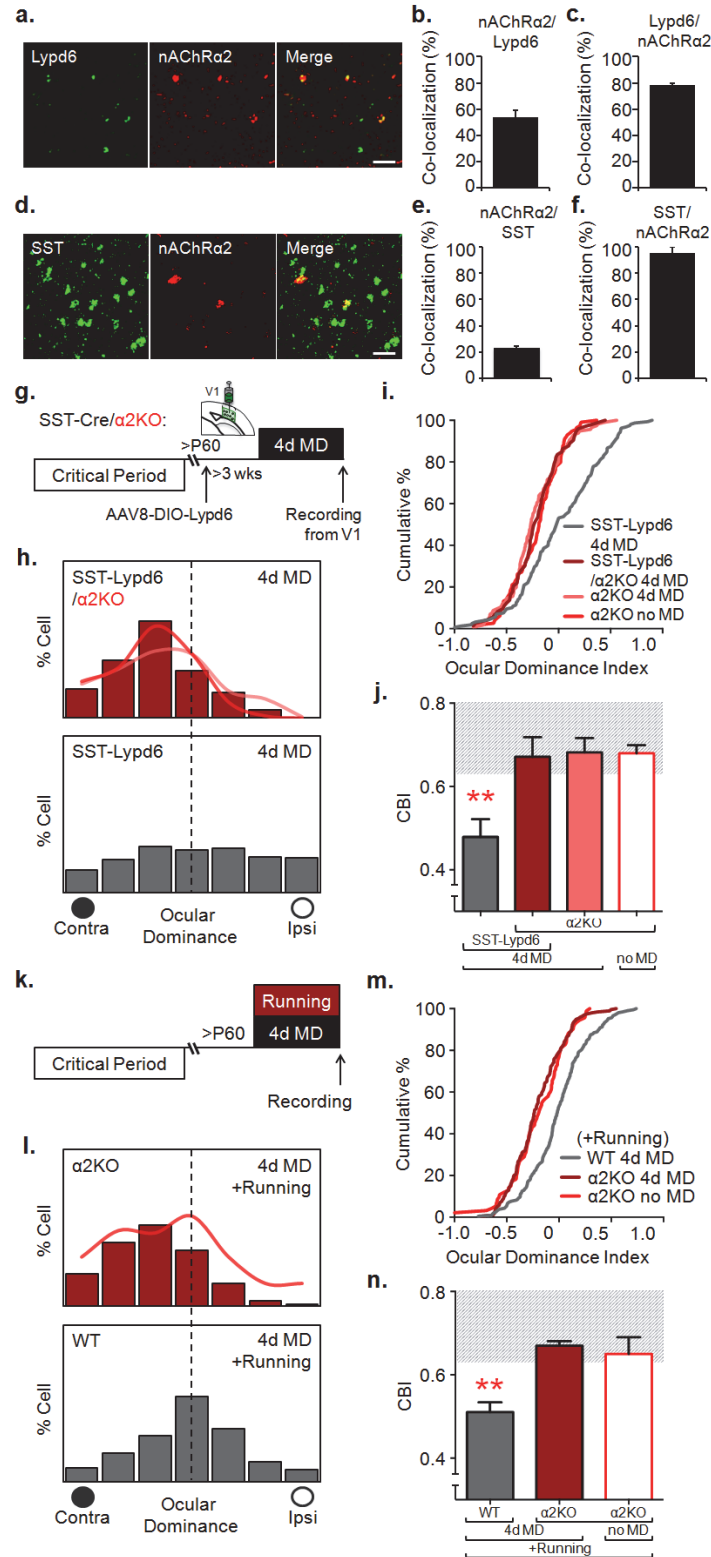 a.
Lypd6
nAChRα2
Merge
b.
nAChRα2/
Lypd6
Co-localization (%)
100
80
60
40
20
0
c.
Lypd6/
nAChRα2
Co-localization (%)
100
80
60
40
20
0
d.
SST
nAChRα2
Merge
e.
nAChRα2/
SST
Co-localization (%)
100
80
60
40
20
0
f.
SST/
nAChRα2
Co-localization (%)
100
80
60
40
20
0
g.
SST-Cre/α2KO:
V1
>P60
4d MD
Critical Period
>3 wks
AAV8-DIO-Lypd6
Recording
from V1
h.
SST-Lypd6
/α2KO
4d MD
% Cell
SST-Lypd6
4d MD
% Cell
Contra
Ocular
Dominance
Ipsi
i.
Cumulative %
100
80
60
40
20
0
SST-Lypd6
4d MD
SST-Lypd6
/α2KO 4d MD
α2KO 4d MD
α2KO no MD
-1.0 -0.5 0 0.5 1.0
Ocular Dominance Index
j.
CBI
0.8
0.6
0.4
**
α2KO
SST-Lypd6
4d MD
no MD
k.
Running
>P60
4d MD
Critical Period
Recording
l.
α2KO
4d MD
+Running
% Cell
WT
4d MD
+Running
% Cell
Contra
Ocular
Dominance
Ipsi
m.
Cumulative %
100
80
60
40
20
0
(+Running)
WT 4d MD
α2KO 4d MD
α2KO no MD
-1.0 -0.5 0 0.5 1.0
Ocular Dominance Index
n.
CBI
0.8
0.6
0.4
**
WT
α2KO
α2KO
4d MD
no MD
+Running